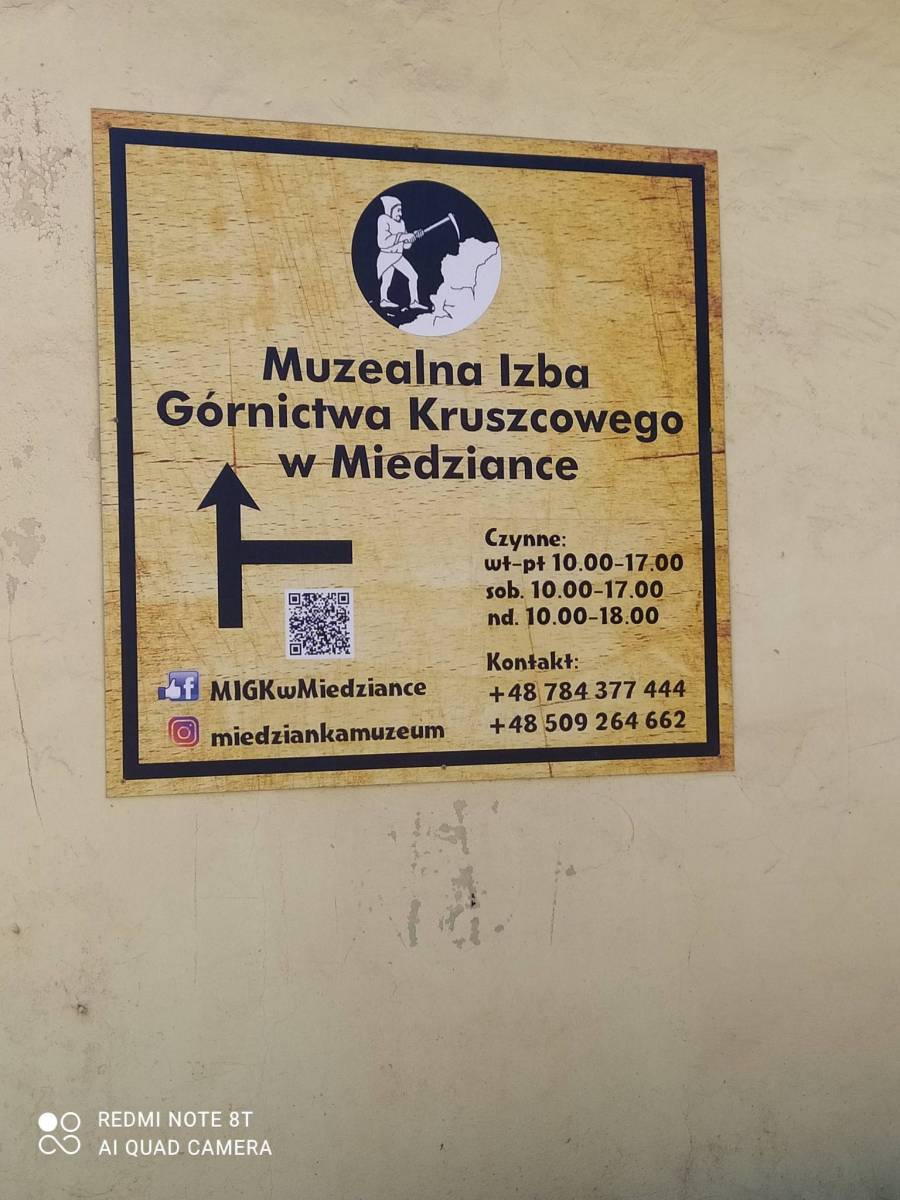 Muzealna Izba
Górnictwa Kruszcowego
w Miedziance
Czynne:
wt-pt 10.00-17.00
sob. 10.00-17.00
nd. 10.00-18.00
Kontakt:
+48 784 377 444
+48 509 264 662
f MIGKwMiedziance
miedziankamuzeum
REDMI NOTE 8T
AI QUAD CAMERA